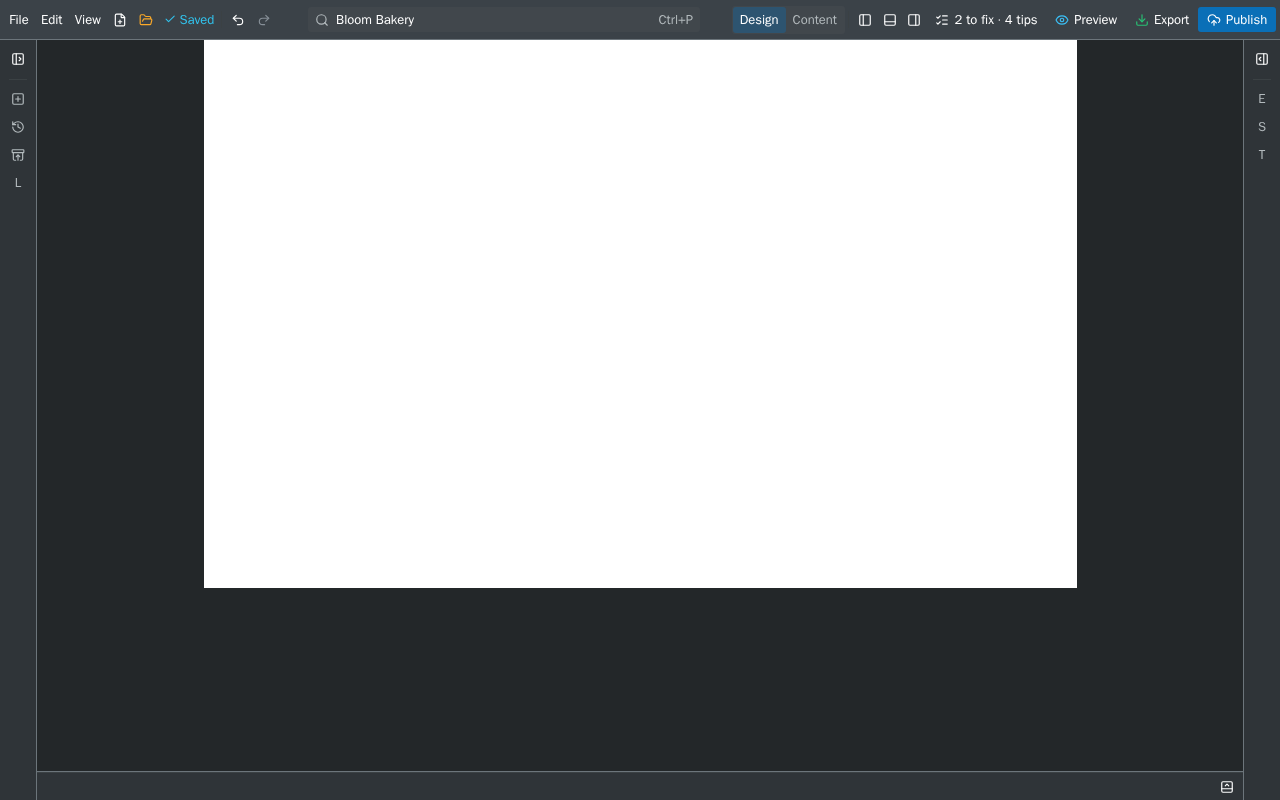 File Edit View Saved Bloom Bakery Ctrl+P Design Content 2 to fix · 4 tips Preview Export Publish
E
S
T
L